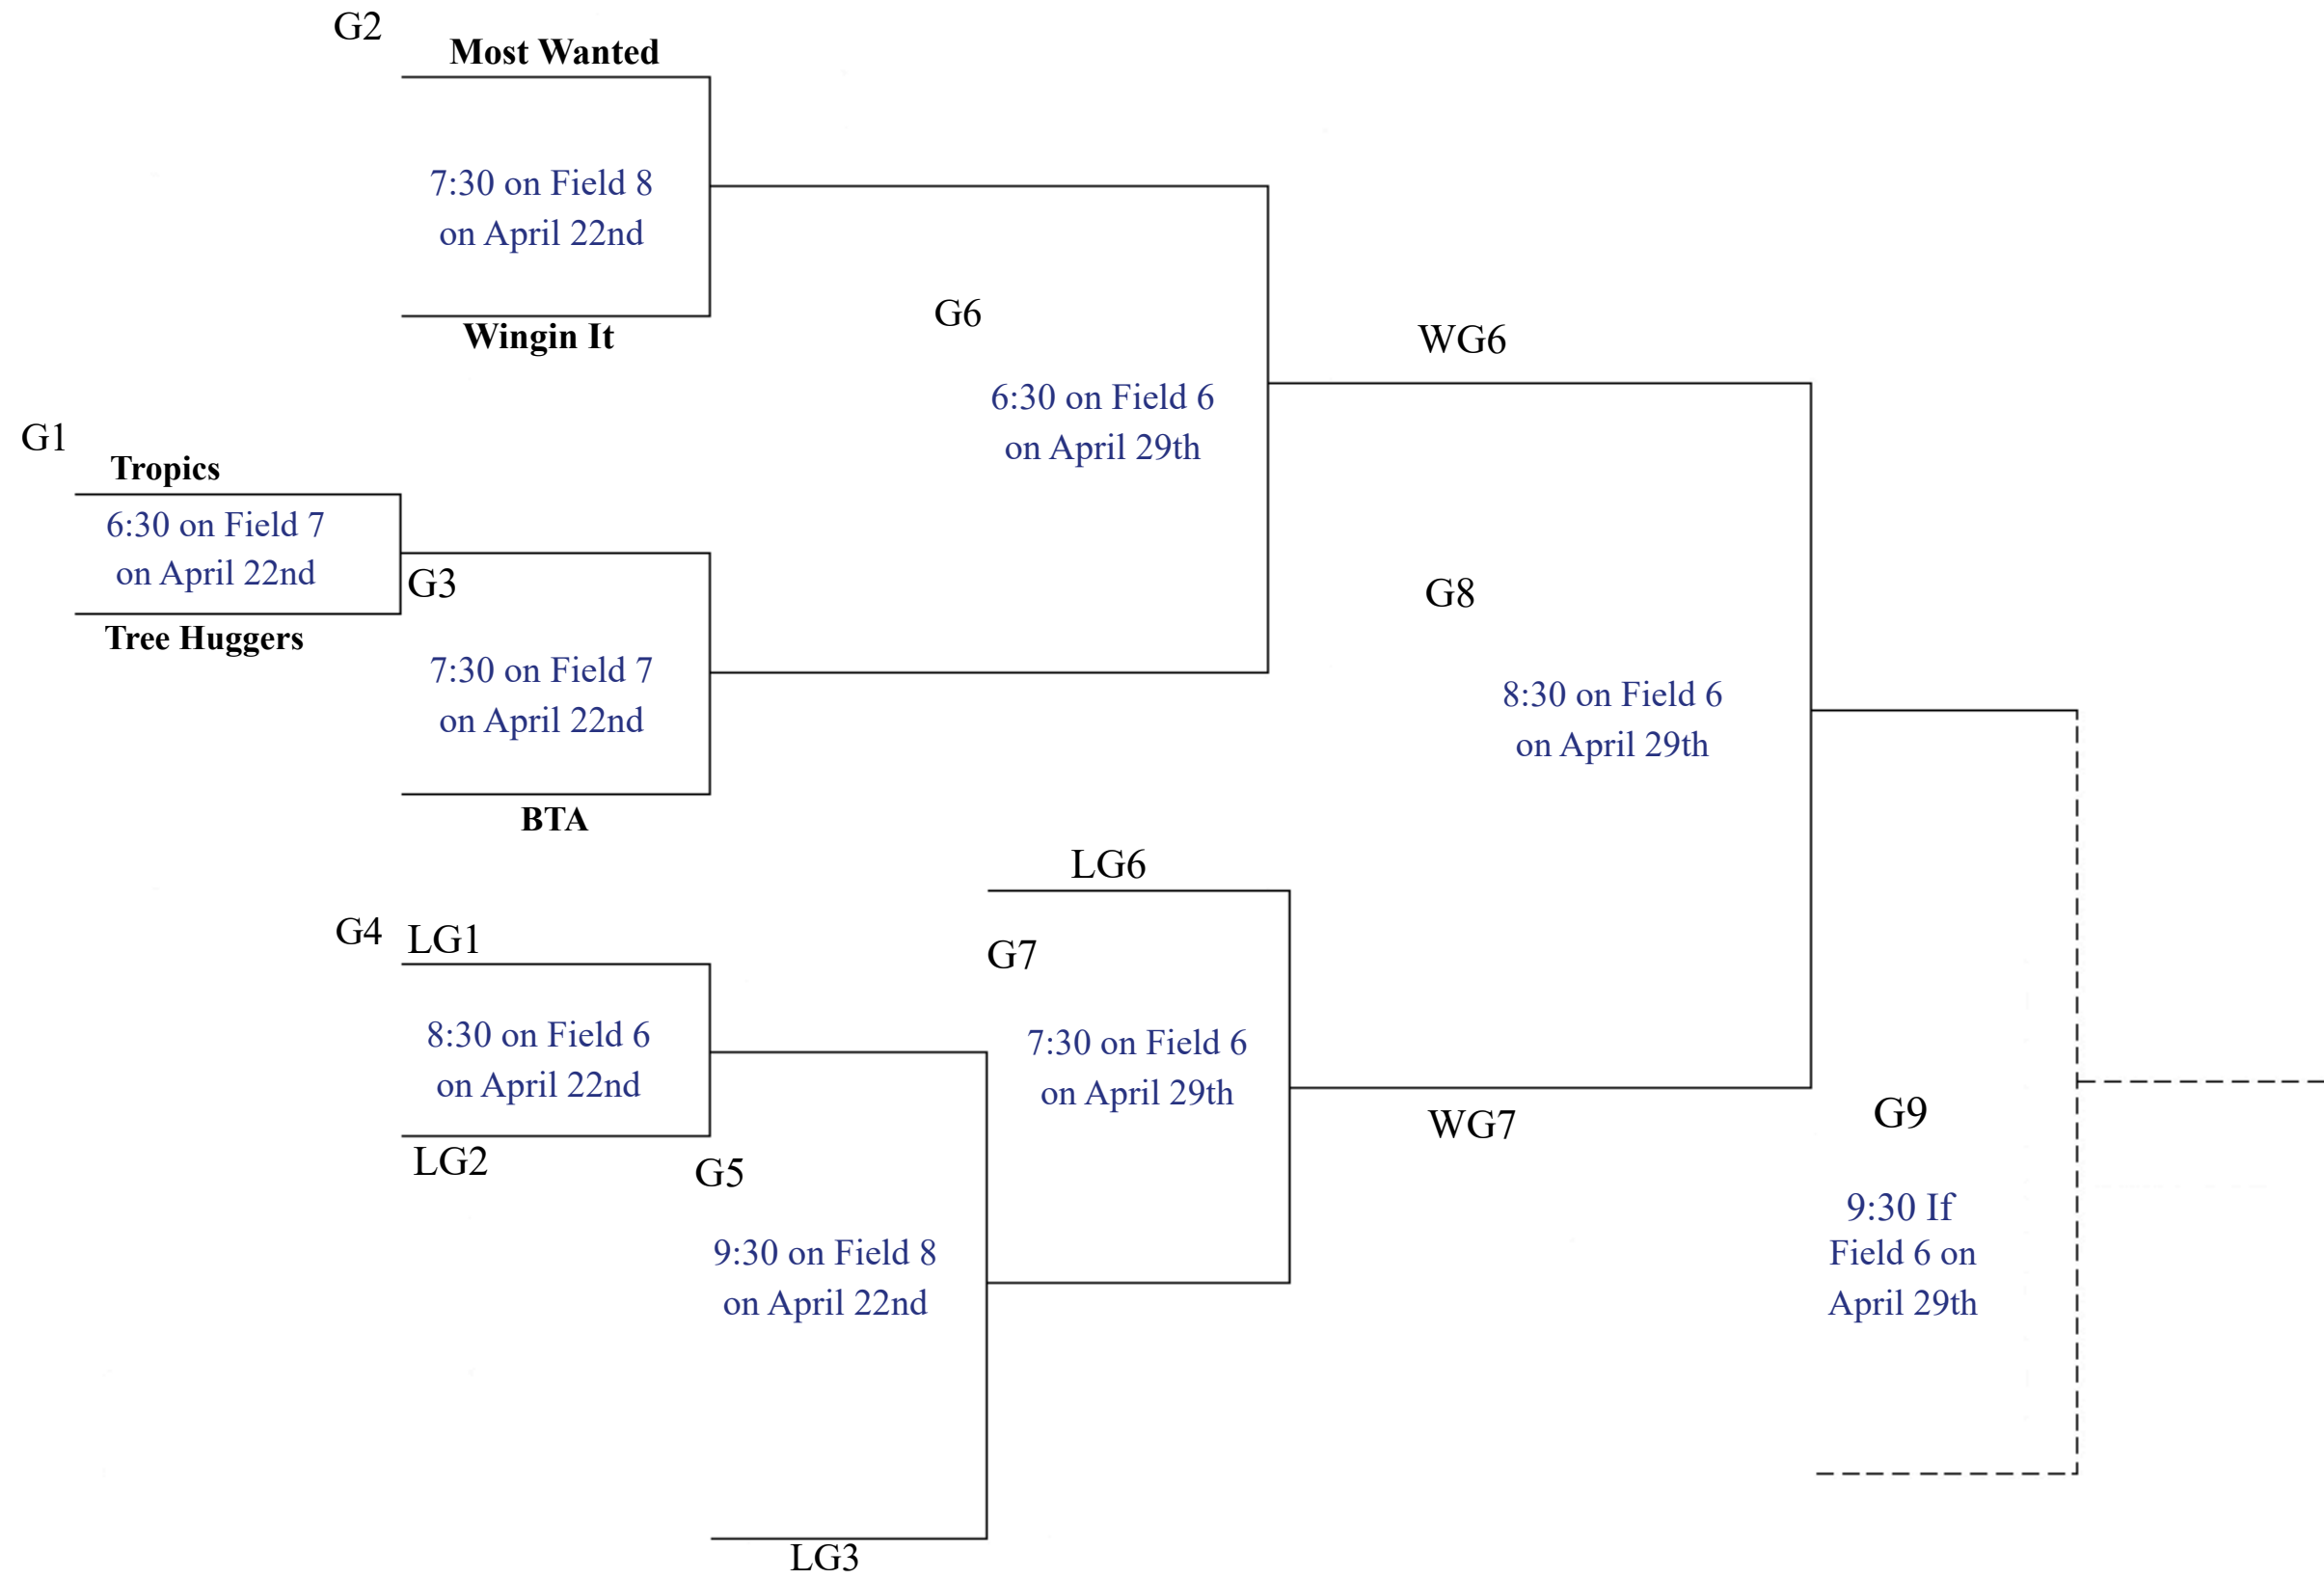 G2
Most Wanted
7:30 on Field 8
on April 22nd
Wingin It
G6
6:30 on Field 6
on April 29th
WG6
G1
Tropics
6:30 on Field 7
on April 22nd
Tree Huggers
G3
7:30 on Field 7
on April 22nd
BTA
G8
8:30 on Field 6
on April 29th
LG6
G7
7:30 on Field 6
on April 29th
WG7
G4
LG1
8:30 on Field 6
on April 22nd
LG2
G5
9:30 on Field 8
on April 22nd
LG3
G9
9:30 If
Field 6 on
April 29th